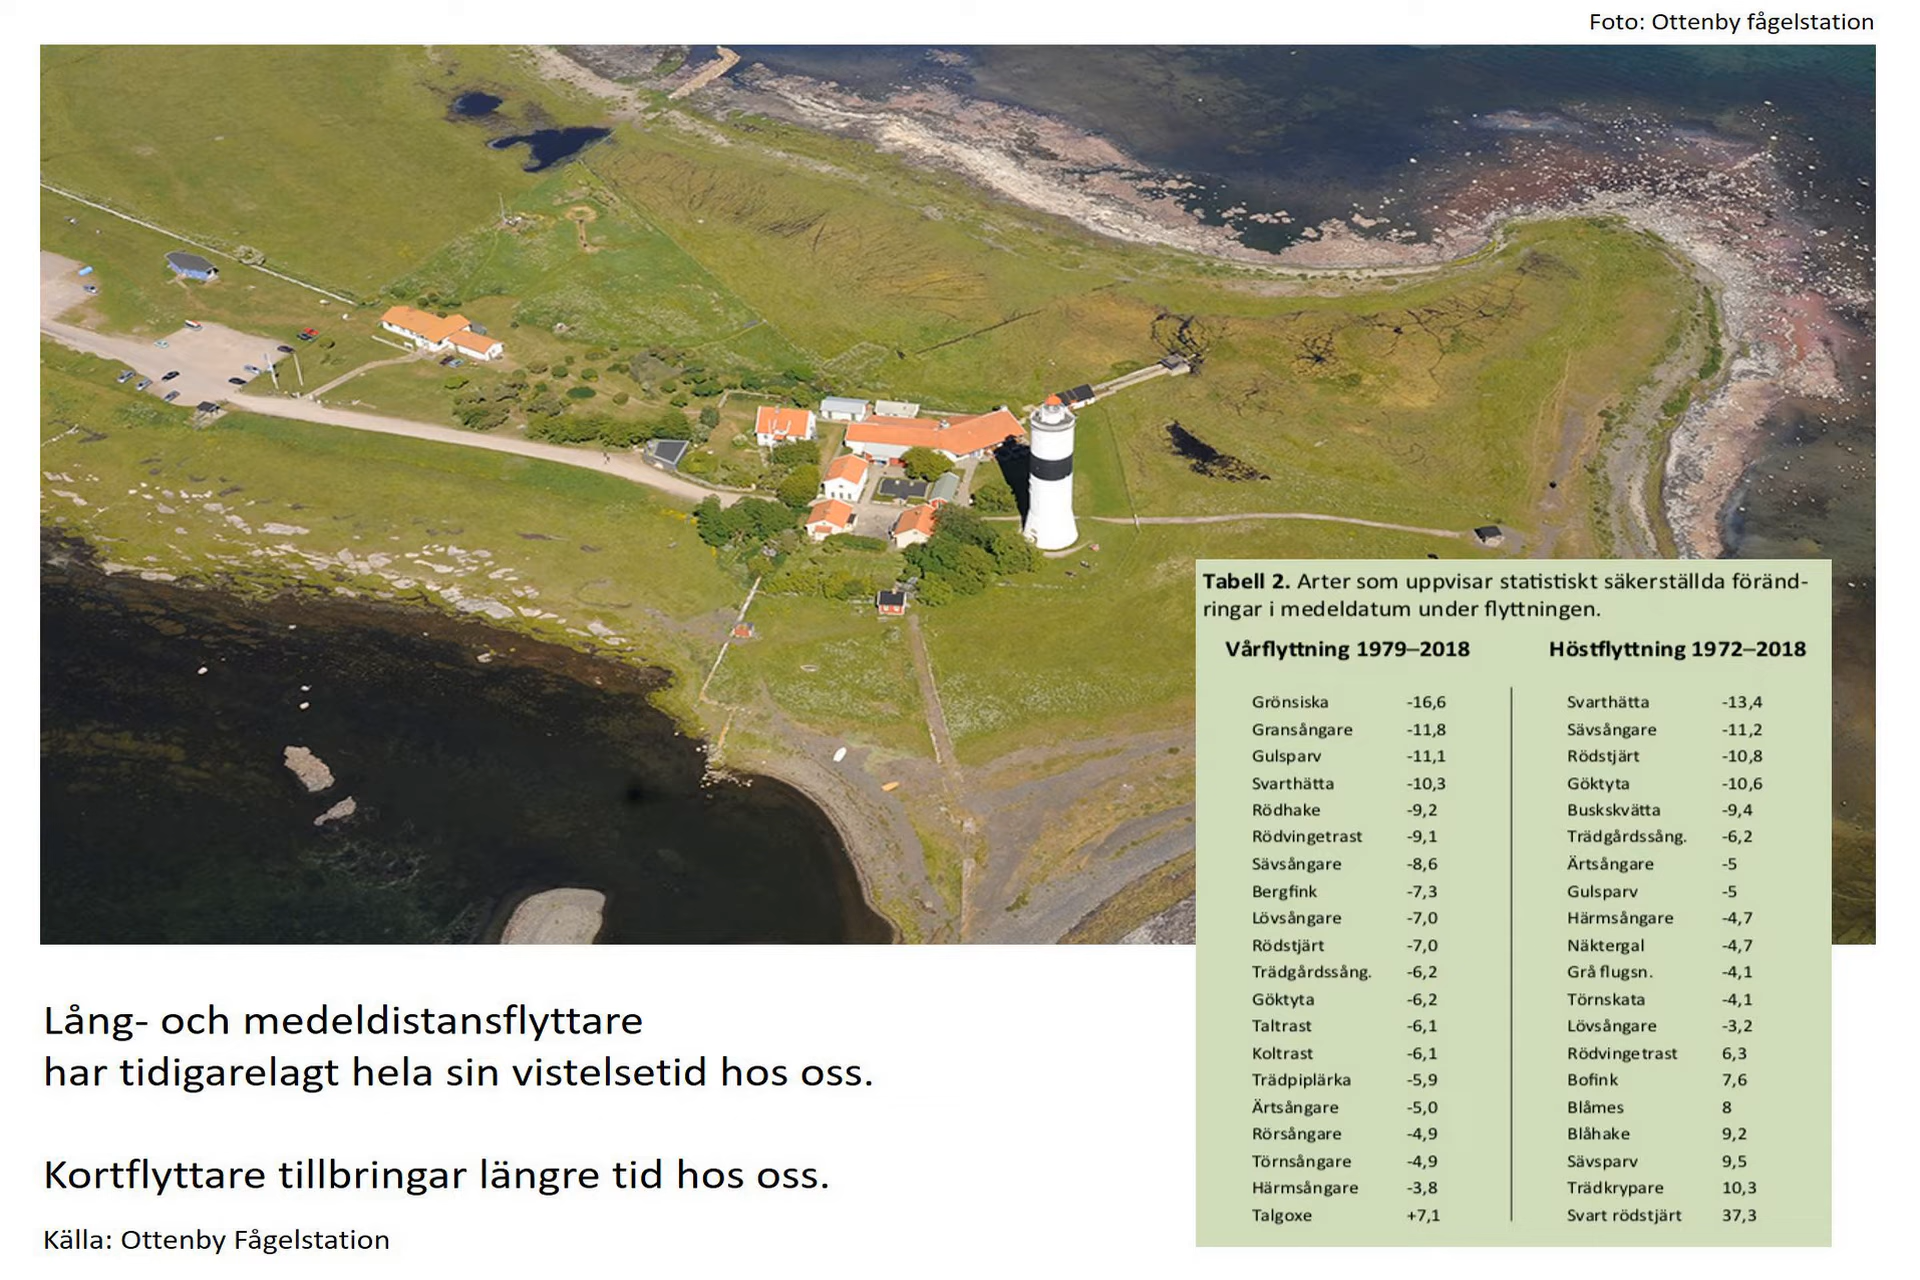 Foto: Ottenby fågelstation
Tabell 2. Arter som uppvisar statistiskt säkerställda föränd-
ringar i medeldatum under flyttningen.
Vårflyttning 1979–2018 Höstflyttning 1972–2018
Grönsiska -16,6 Svarthätta -13,4
Gransångare -11,8 Sävsångare -11,2
Gulsparv -11,1 Rödstjärt -10,8
Svarthätta -10,3 Göktyta -10,6
Rödhake -9,2 Buskskvätta -9,4
Rödvingetrast -9,1 Trädgårdssång. -6,2
Sävsångare -8,6 Ärtsångare -5
Bergfink -7,3 Gulsparv -5
Lövsångare -7,0 Härmsångare -4,7
Rödstjärt -7,0 Näktergal -4,7
Trädgårdssång. -6,2 Grå flugsn. -4,1
Göktyta -6,2 Törnskata -4,1
Taltrast -6,1 Lövsångare -3,2
Koltrast -6,1 Rödvingetrast 6,3
Trädpiplärka -5,9 Bofink 7,6
Ärtsångare -5,0 Blåmes 8
Rörsångare -4,9 Blåhake 9,2
Törnsångare -4,9 Sävsparv 9,5
Härmsångare -3,8 Trädkrypare 10,3
Talgoxe +7,1 Svart rödstjärt 37,3
Lång- och medeldistansflyttare
har tidigarelagt hela sin vistelsetid hos oss.
Kortflyttare tillbringar längre tid hos oss.
Källa: Ottenby Fågelstation